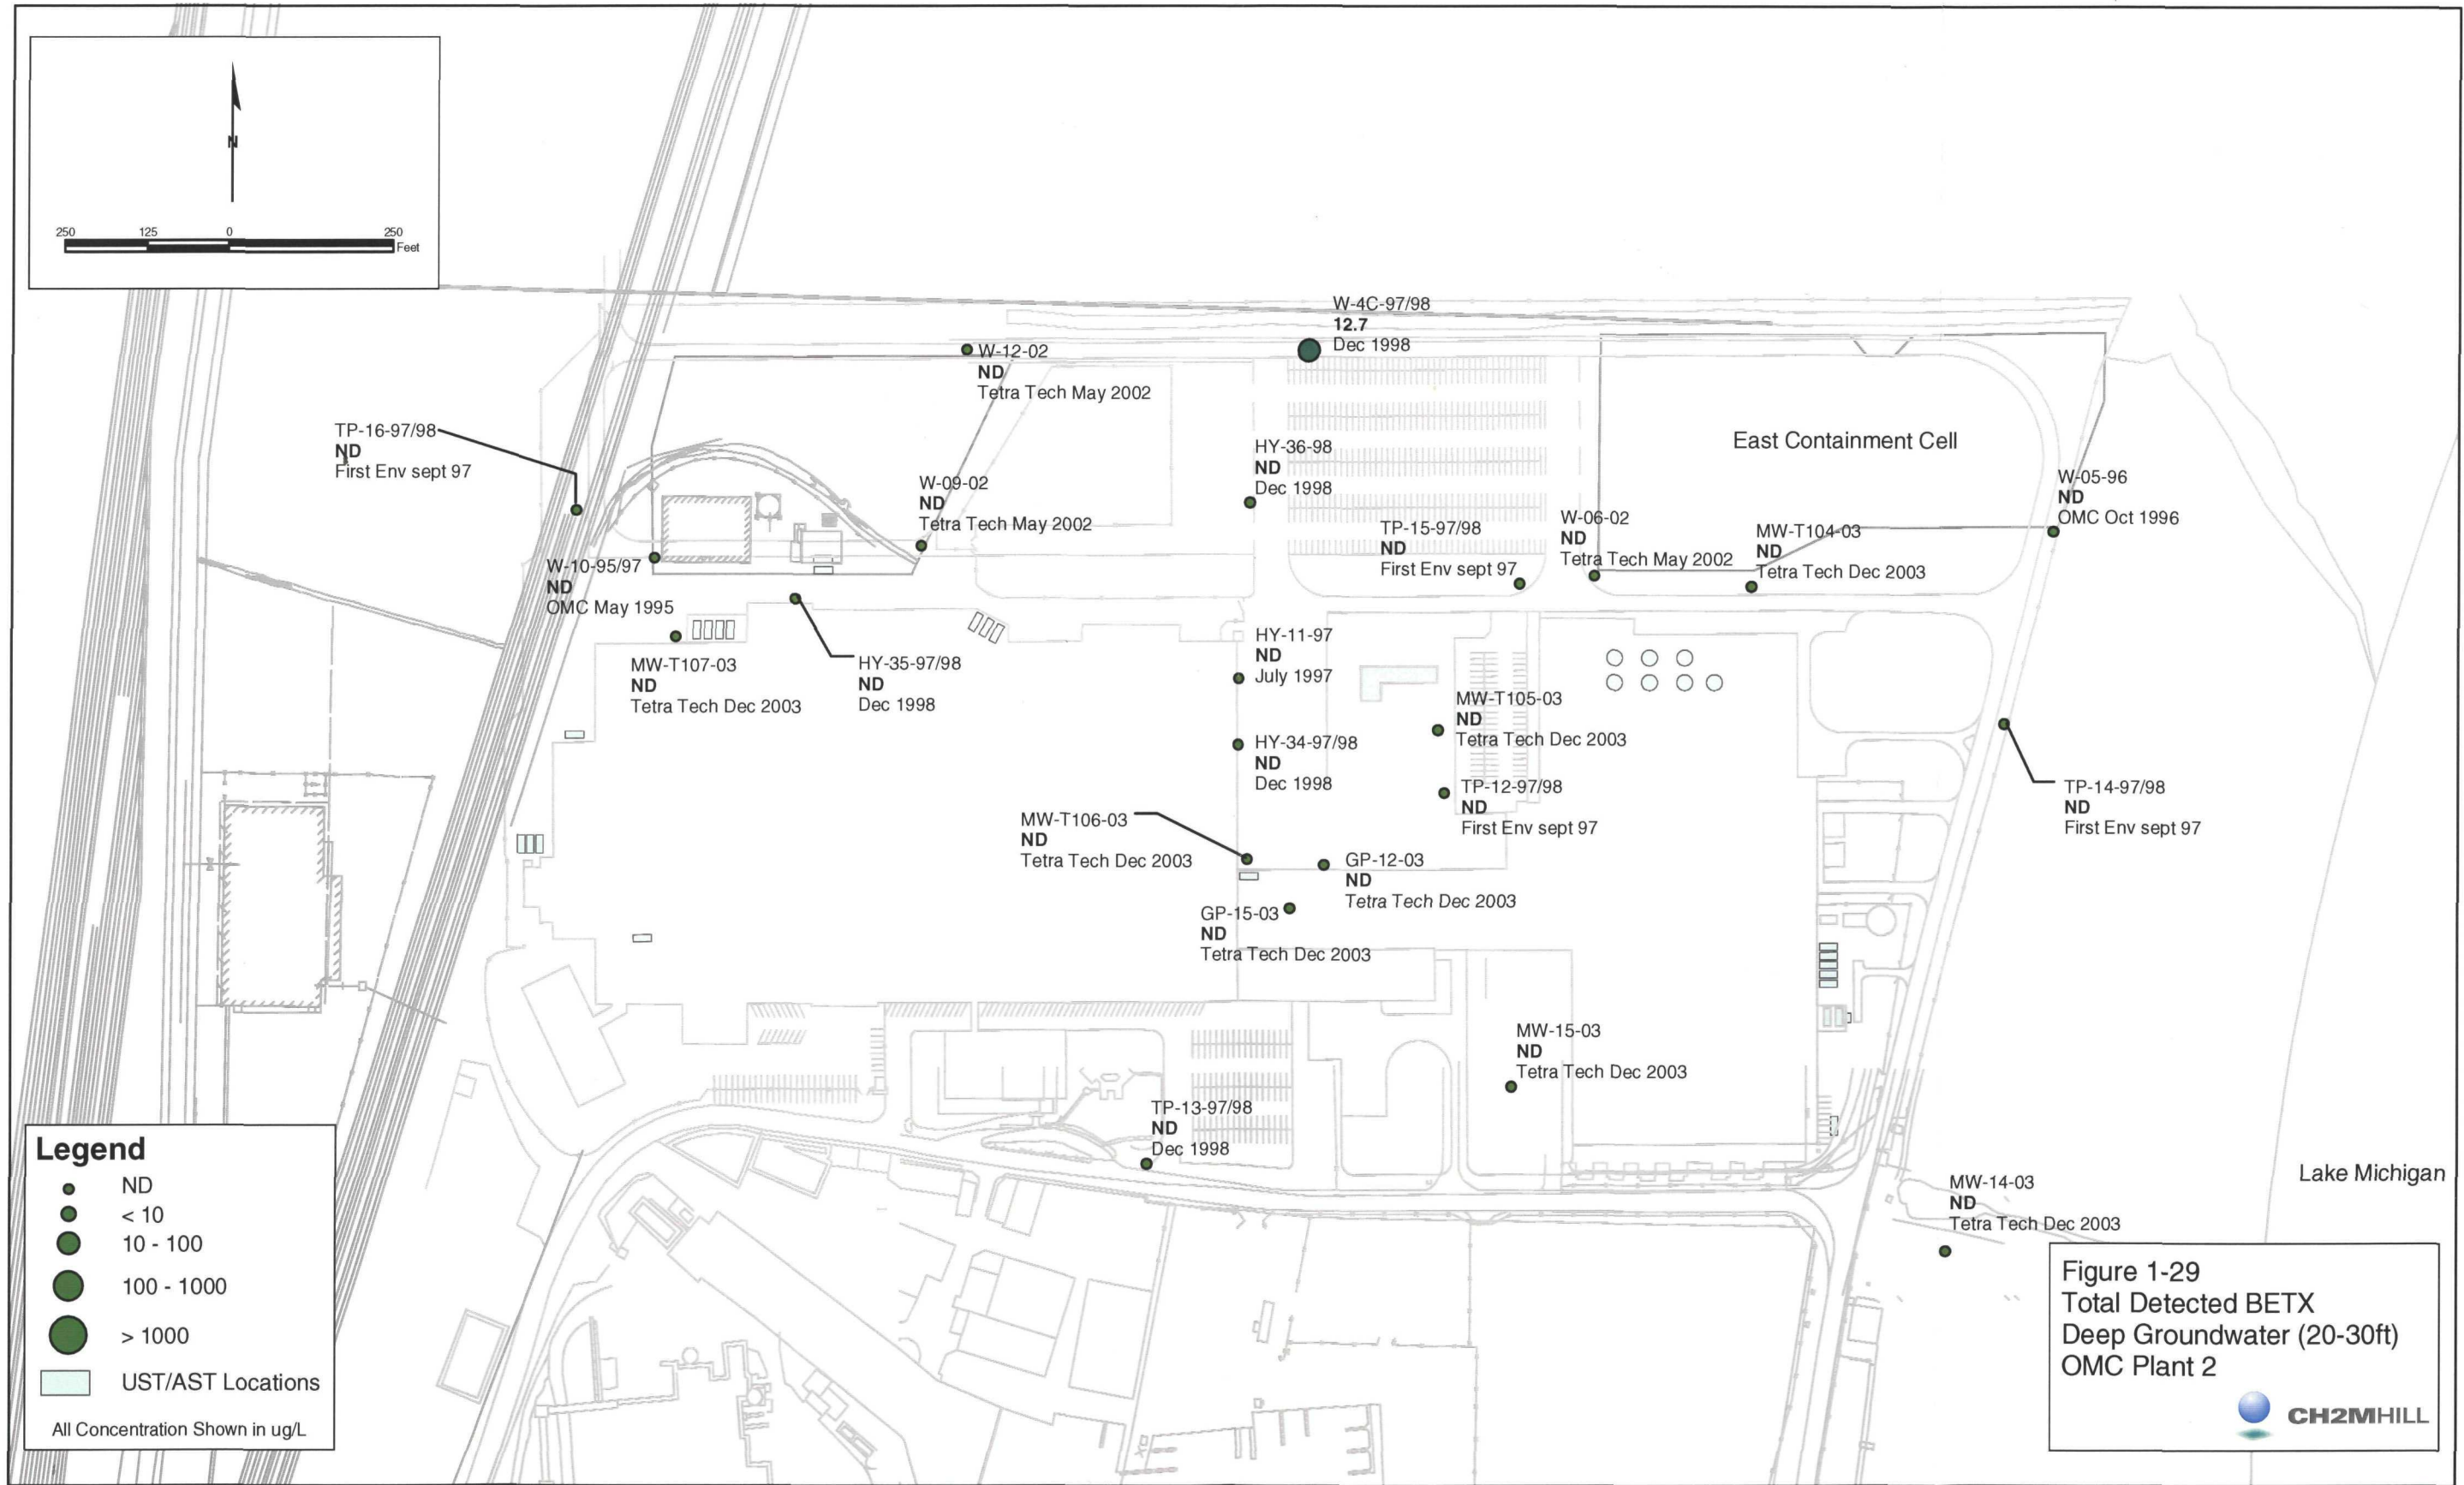 N
250 125 0 250
Feet
W-4C-97/98
12.7
Dec 1998
W-12-02
ND
Tetra Tech May 2002
TP-16-97/98
ND
First Env sept 97
East Containment Cell
HY-36-98
ND
Dec 1998
W-09-02
ND
Tetra Tech May 2002
W-05-96
ND
OMC Oct 1996
TP-15-97/98
ND
First Env sept 97
W-06-02
ND
Tetra Tech May 2002
MW-T104-03
ND
Tetra Tech Dec 2003
W-10-95/97
ND
OMC May 1995
MW-T107-03
ND
Tetra Tech Dec 2003
HY-35-97/98
ND
Dec 1998
HY-11-97
ND
July 1997
MW-T105-03
ND
Tetra Tech Dec 2003
HY-34-97/98
ND
Dec 1998
TP-12-97/98
ND
First Env sept 97
TP-14-97/98
ND
First Env sept 97
MW-T106-03
ND
Tetra Tech Dec 2003
GP-12-03
ND
Tetra Tech Dec 2003
GP-15-03
ND
Tetra Tech Dec 2003
MW-15-03
ND
Tetra Tech Dec 2003
TP-13-97/98
ND
Dec 1998
Lake Michigan
MW-14-03
ND
Tetra Tech Dec 2003
Legend
ND
< 10
10 - 100
100 - 1000
> 1000
UST/AST Locations
All Concentration Shown in ug/L
Figure 1-29
Total Detected BETX
Deep Groundwater (20-30ft)
OMC Plant 2
CH2MHILL